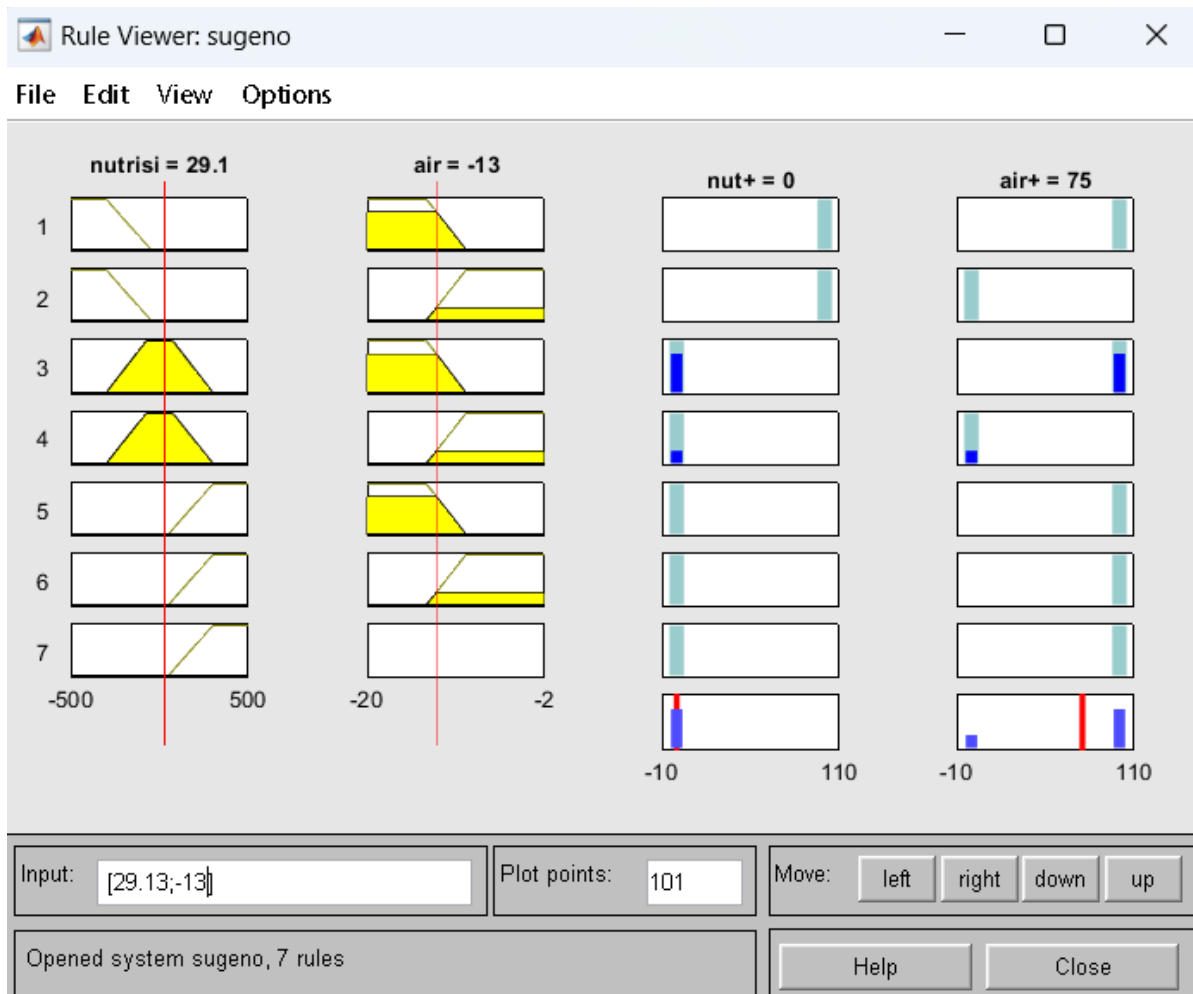 Rule Viewer: sugeno
File Edit View Options
nutrisi = 29.1
air = -13
nut+ = 0
air+ = 75
1
2
3
4
5
6
7
-500 500
-20 -2
-10 110
-10 110
Input: [29.13;-13]
Plot points: 101
Move: left right down up
Opened system sugeno, 7 rules
Help Close